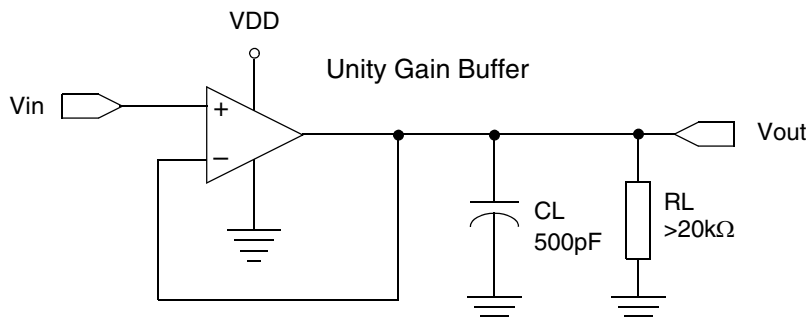 VDD
Unity Gain Buffer
Vin
+
−
Vout
CL
500pF
RL
>20kΩ